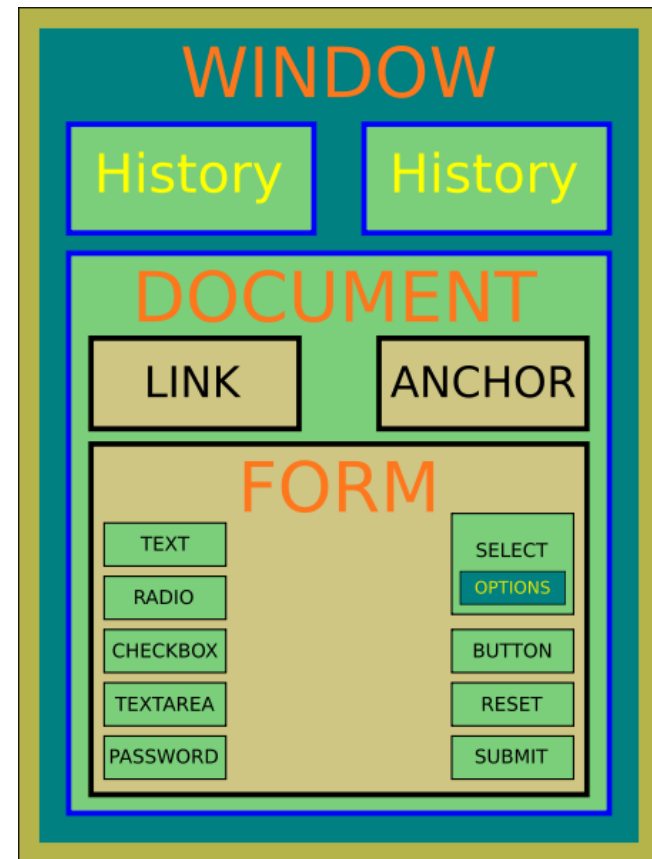 WINDOW
History
History
DOCUMENT
LINK
ANCHOR
FORM
TEXT
RADIO
CHECKBOX
TEXTAREA
PASSWORD
SELECT
OPTIONS
BUTTON
RESET
SUBMIT